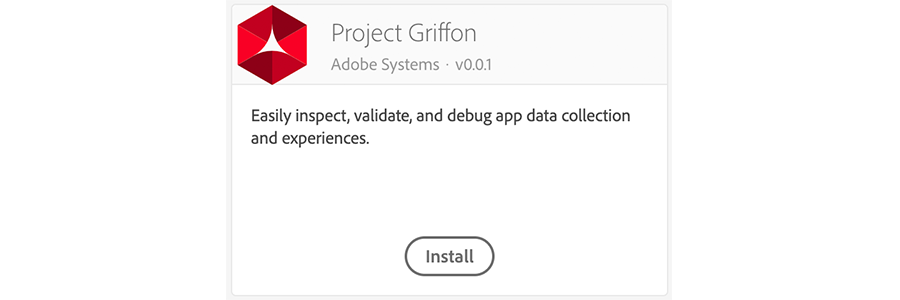 Project Griffon
Adobe Systems · v0.0.1
Easily inspect, validate, and debug app data collection
and experiences.
Install